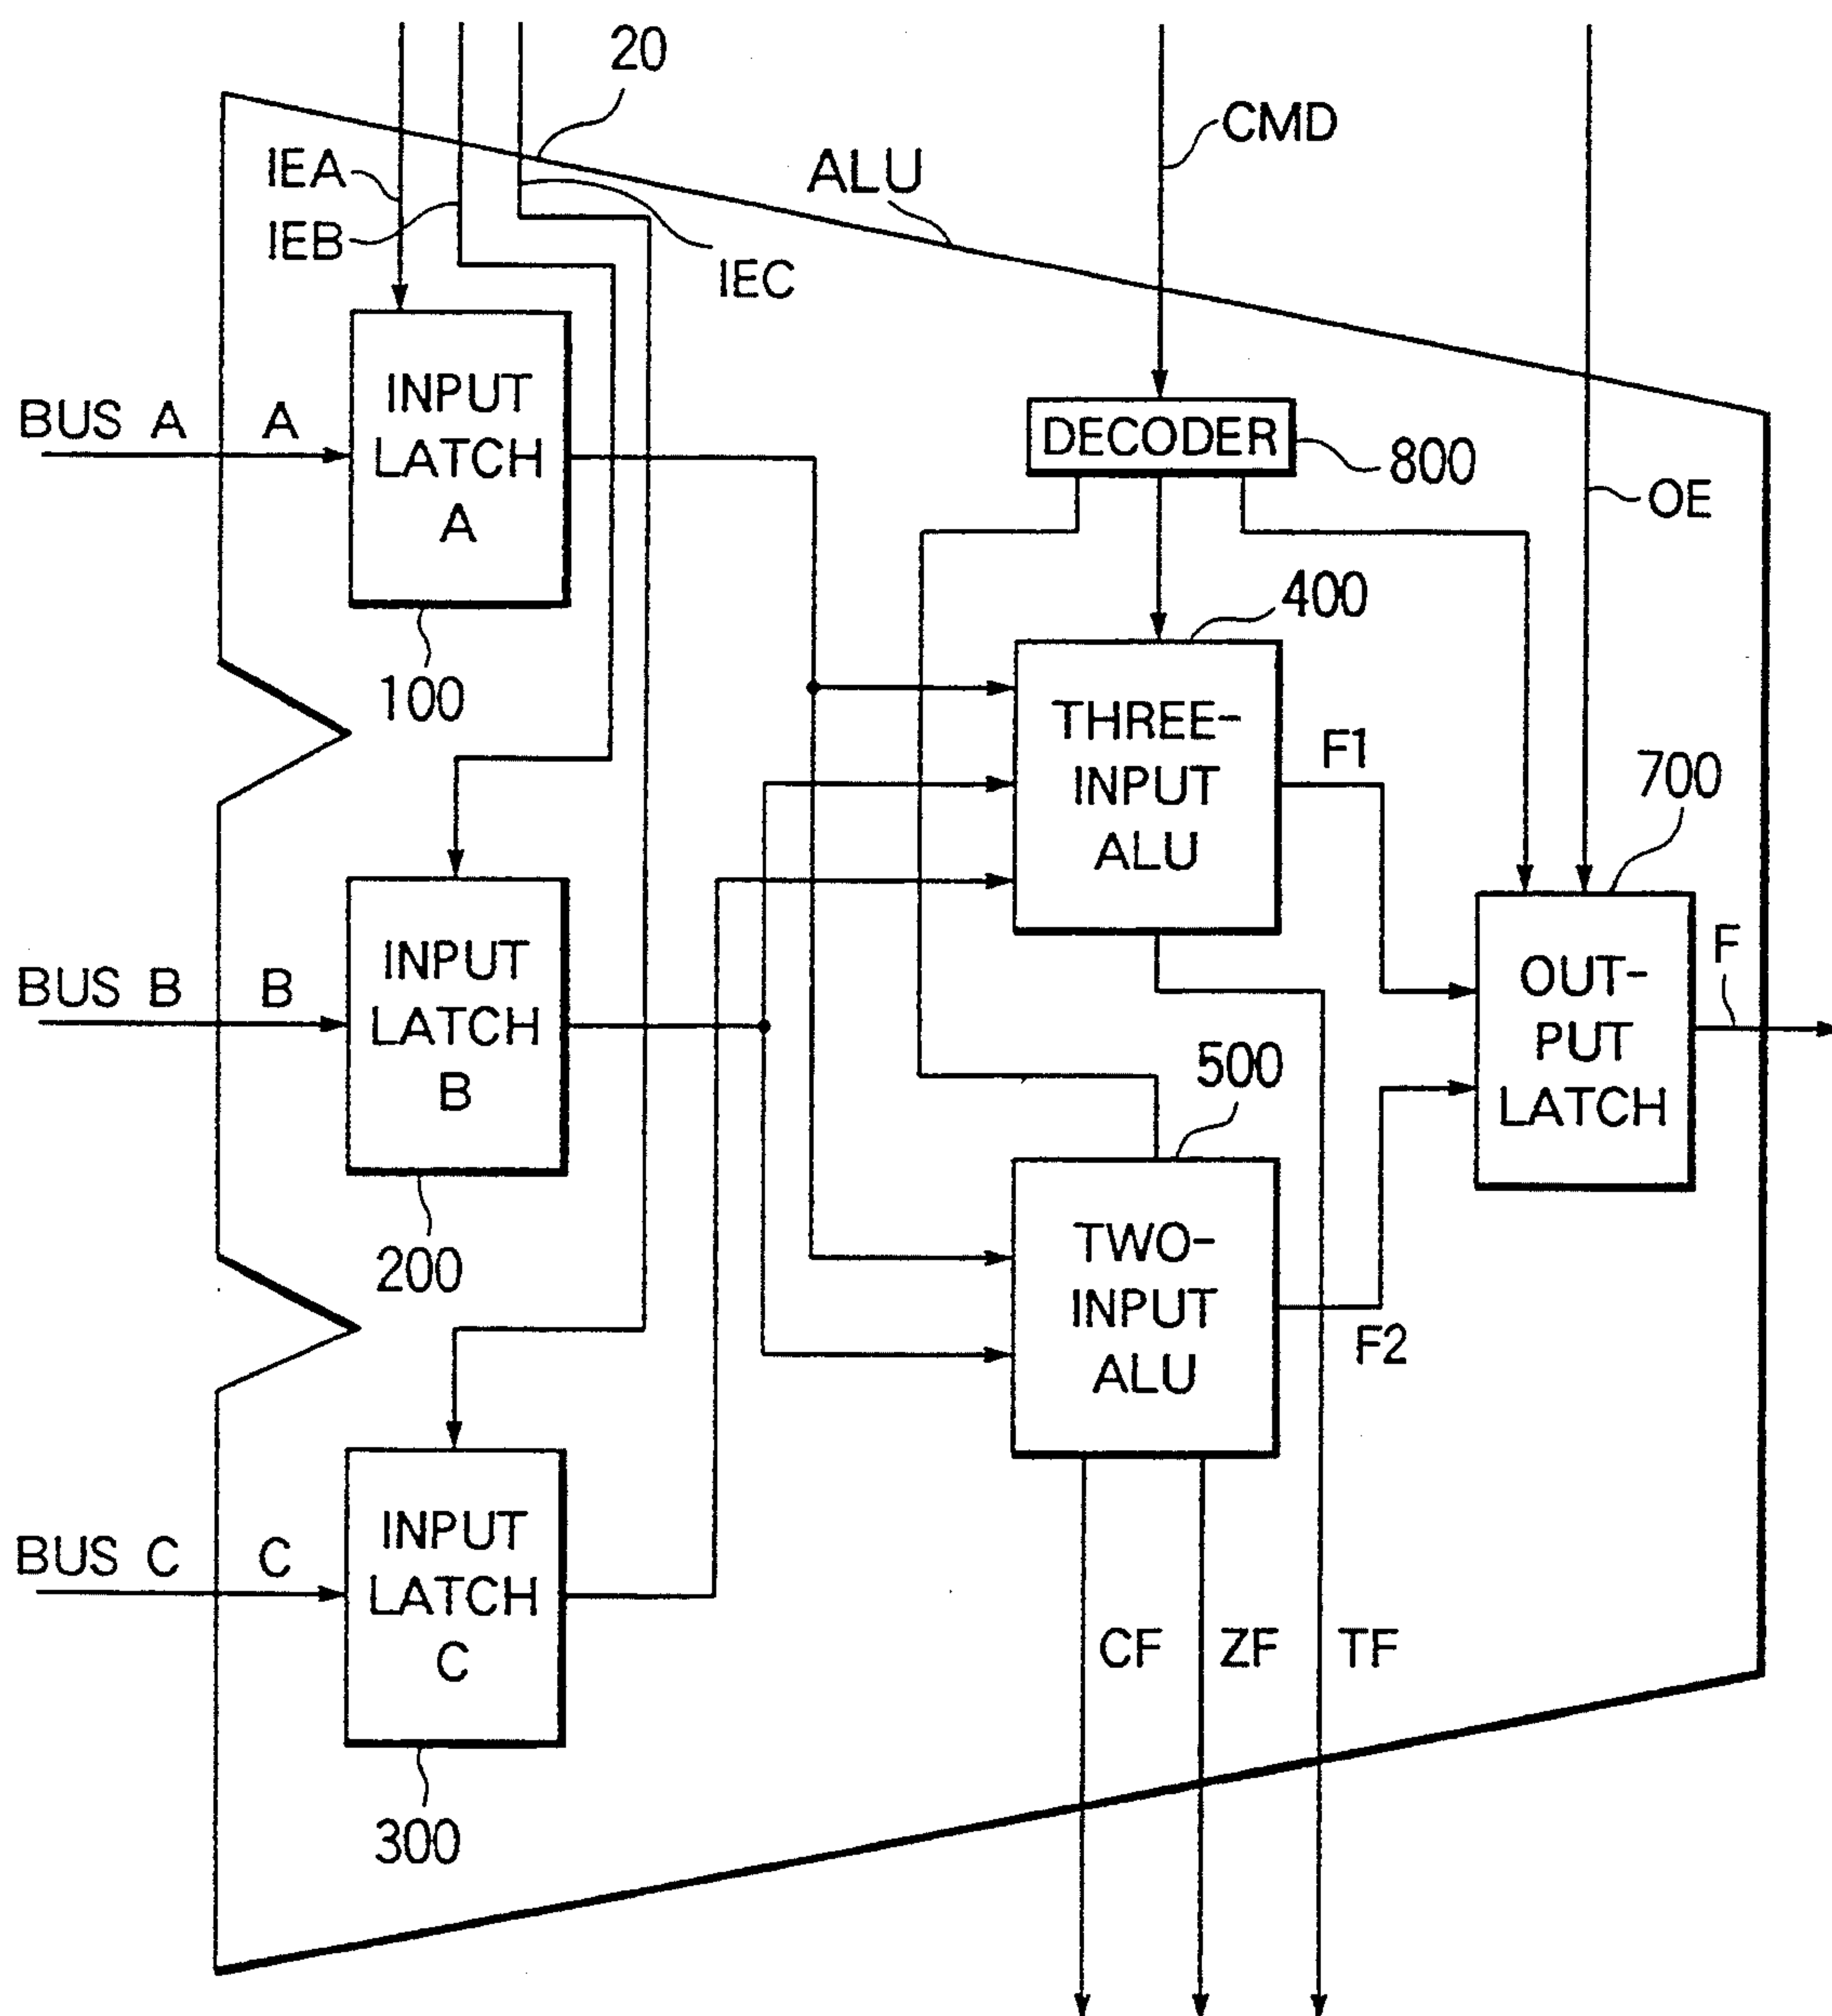 20
CMD
IEA
ALU
IEB
IEC
INPUT
LATCH
A
BUS A
A
DECODER
800
OE
100
400
THREE-
INPUT
ALU
F1
700
INPUT
LATCH
B
BUS B
B
F
OUT-
PUT
LATCH
500
200
TWO-
INPUT
ALU
F2
INPUT
LATCH
C
BUS C
C
CF
ZF
TF
300